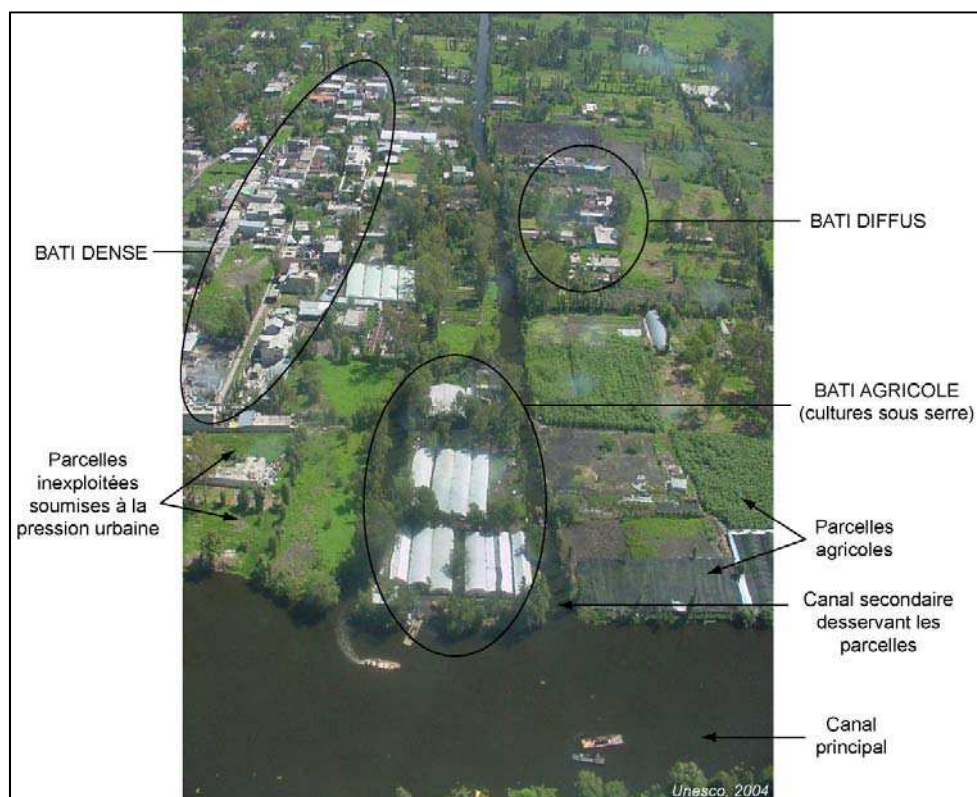 BATI DENSE
BATI DIFFUS
BATI AGRICOLE
(cultures sous serre)
Parcelles
inexploitées
soumises à la
pression urbaine
Parcelles
agricoles
Canal secondaire
desservant les
parcelles
Canal
principal
Unesco, 2004